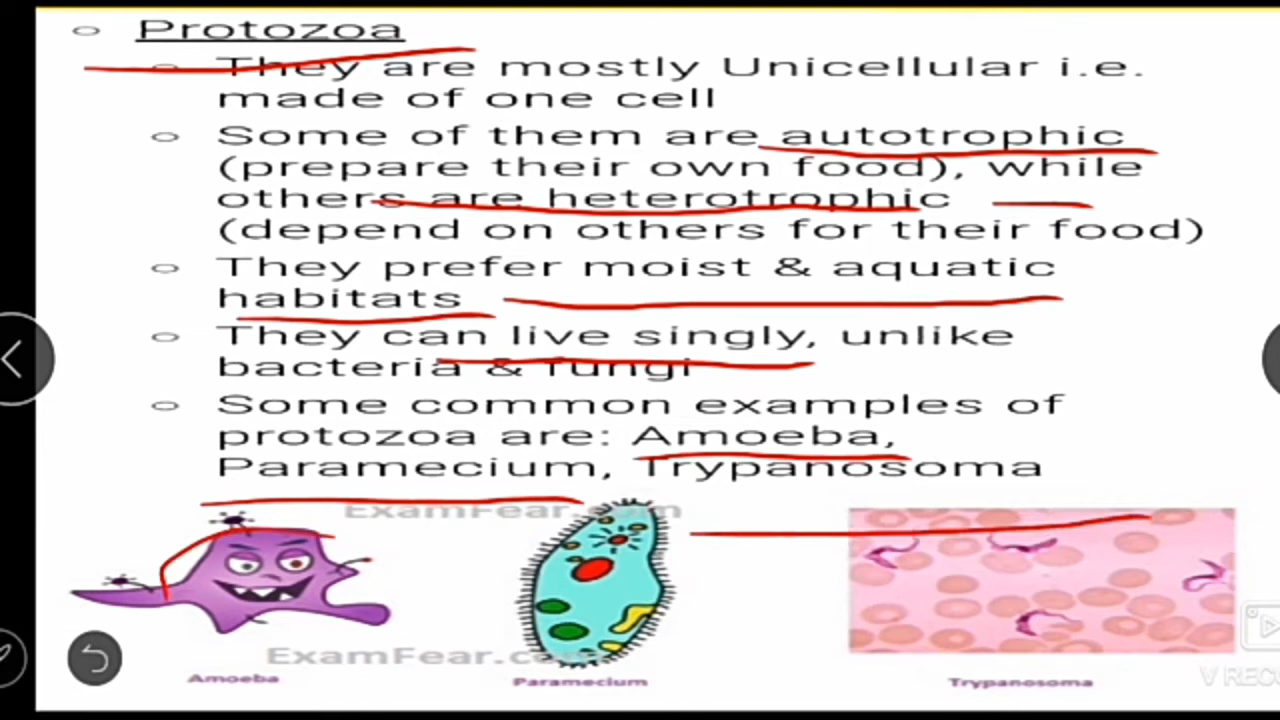 Protozoa
They are mostly Unicellular i.e.
made of one cell
Some of them are autotrophic
(prepare their own food), while
others are heterotrophic
(depend on others for their food)
They prefer moist & aquatic
habitats
They can live singly, unlike
bacteria & fungi
Some common examples of
protozoa are: Amoeba,
Paramecium, Trypanosoma
ExamFear.com
ExamFear.com
Amoeba
Paramecium
Trypanosoma
V RECO